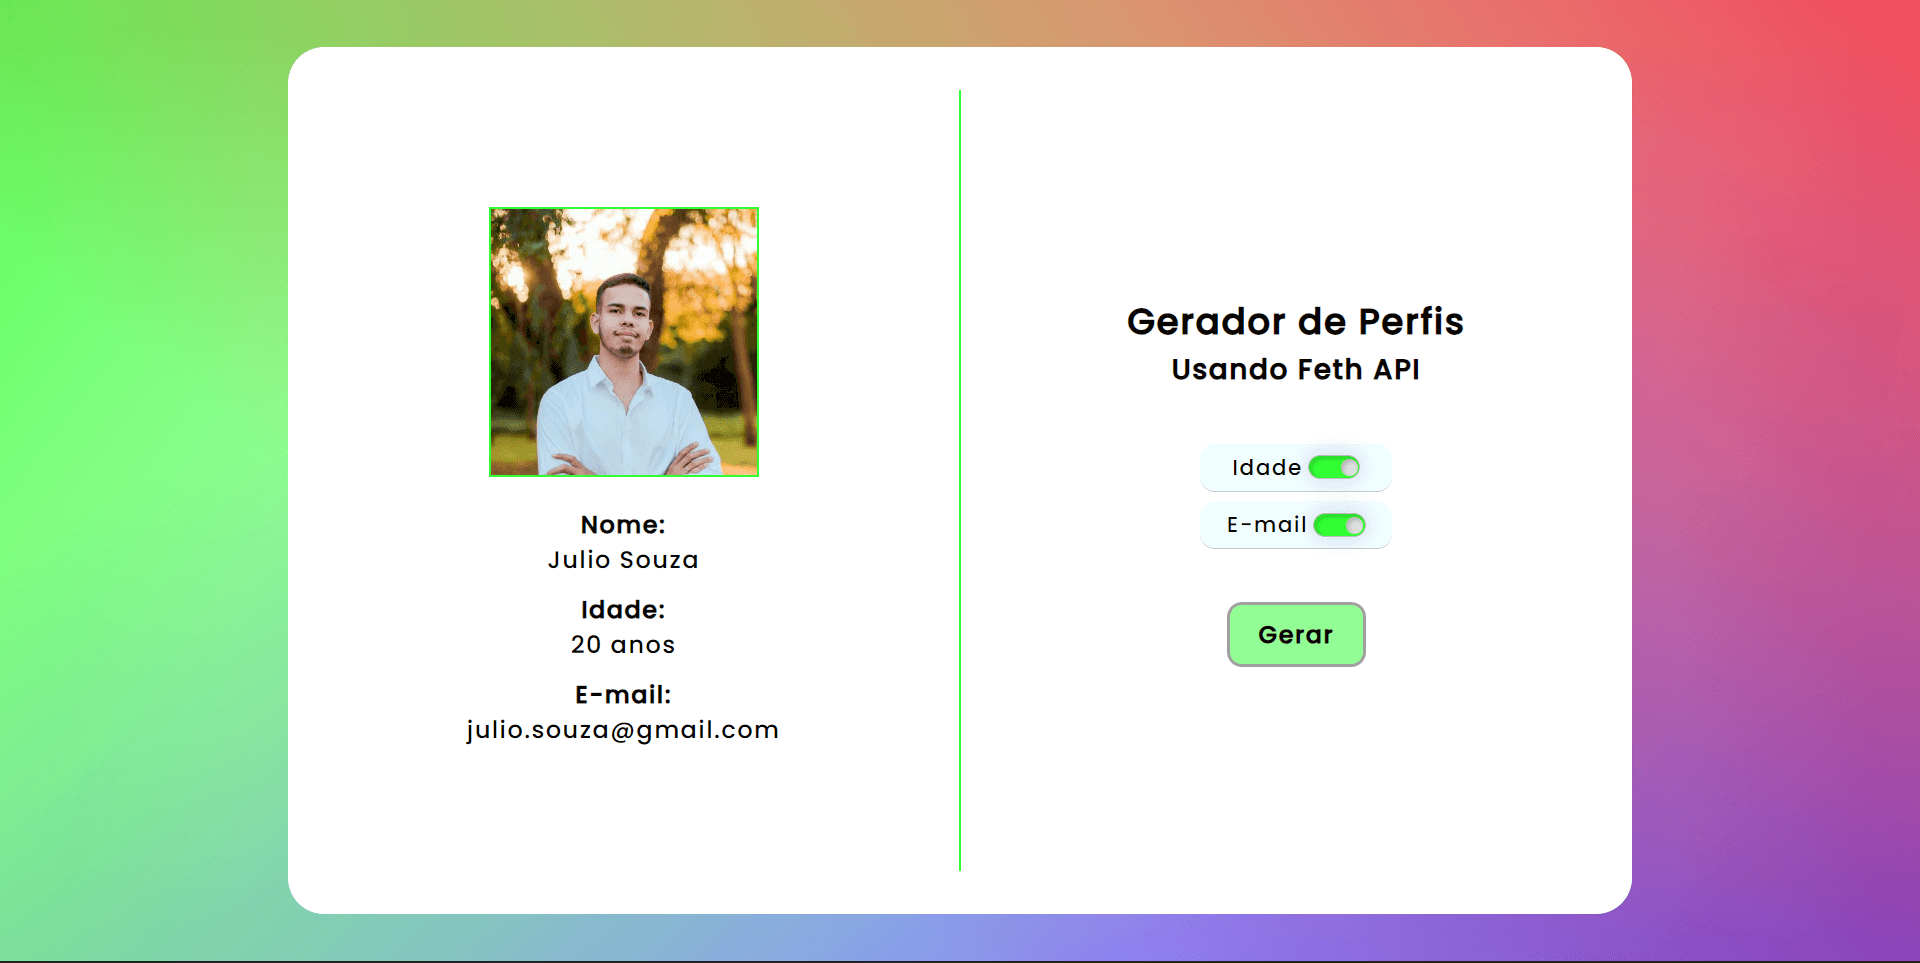 Nome:
Julio Souza
Idade:
20 anos
E-mail:
julio.souza@gmail.com
Gerador de Perfis
Usando Feth API
Idade
E-mail
Gerar